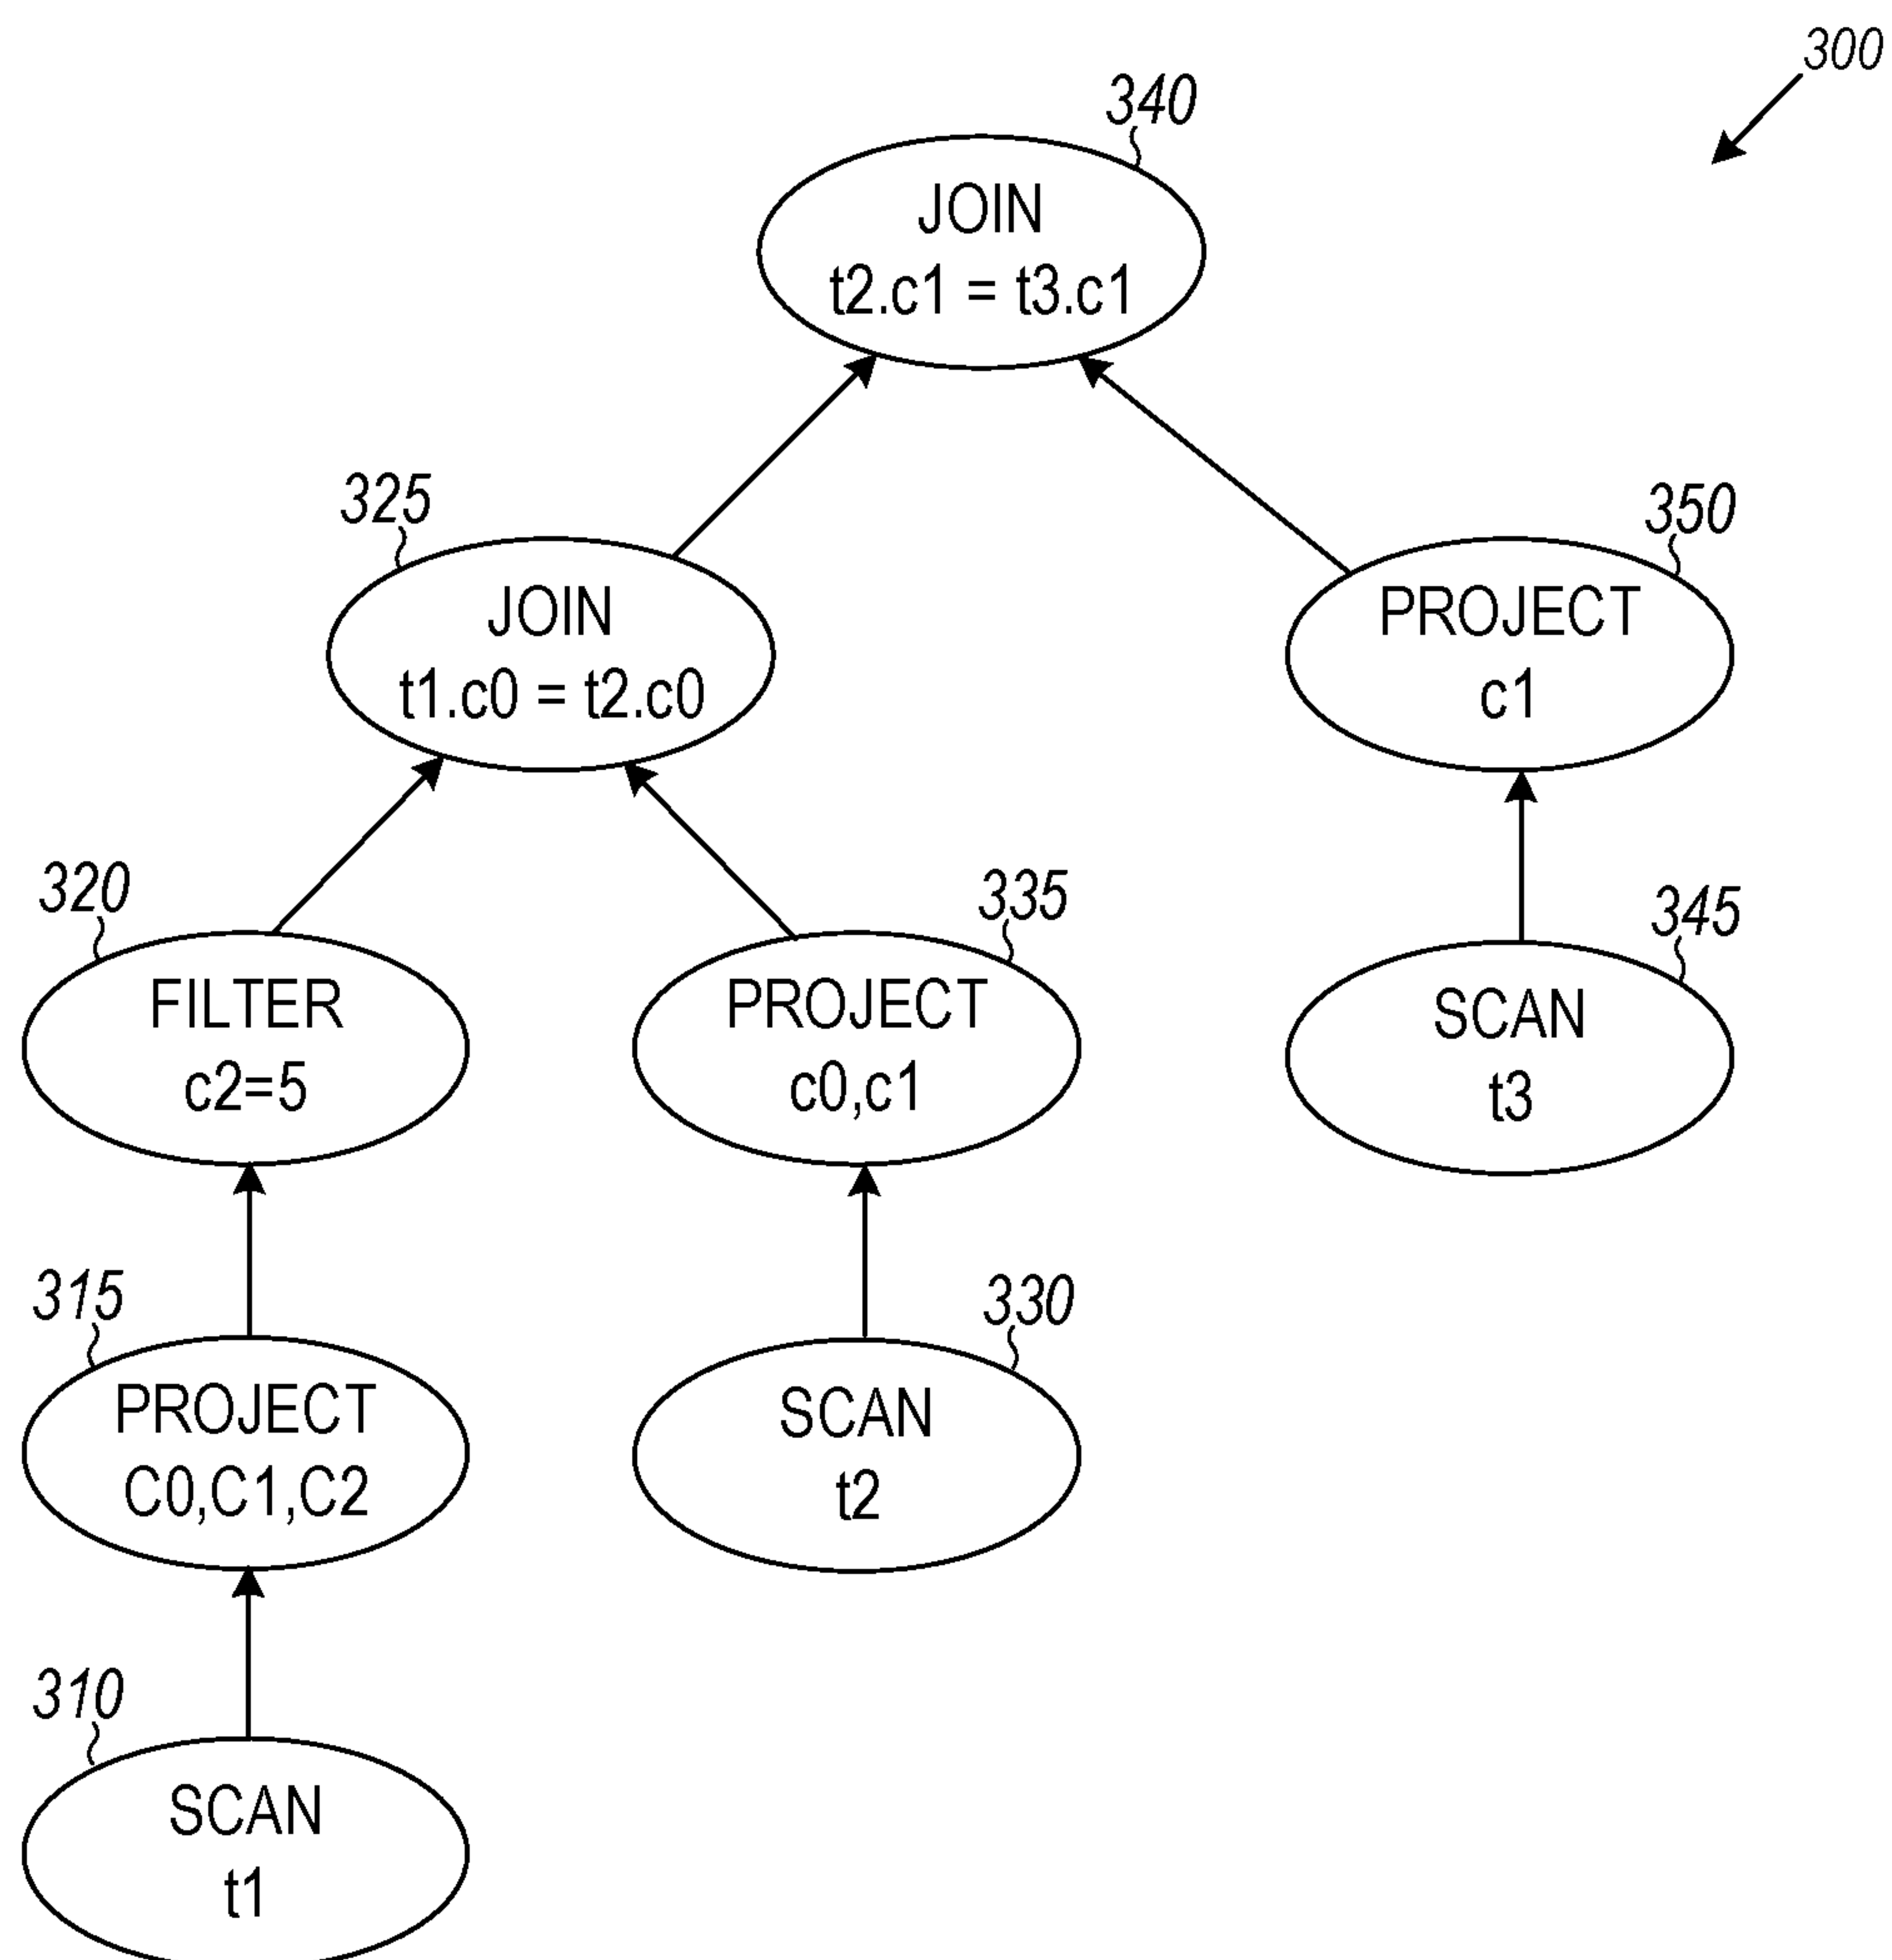 300
340
JOIN
t2.c1 = t3.c1
325
JOIN
t1.c0 = t2.c0
350
PROJECT
c1
320
FILTER
c2=5
335
PROJECT
c0,c1
345
SCAN
t3
315
PROJECT
C0,C1,C2
330
SCAN
t2
310
SCAN
t1